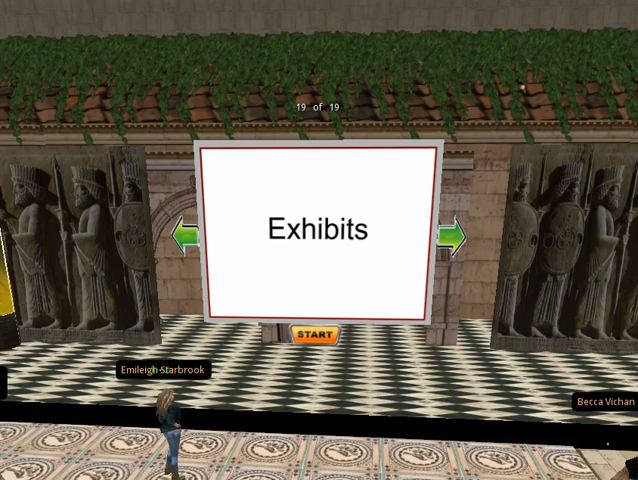 19 of 19
Exhibits
START
Emileigh Starbrook
Becca Vichan